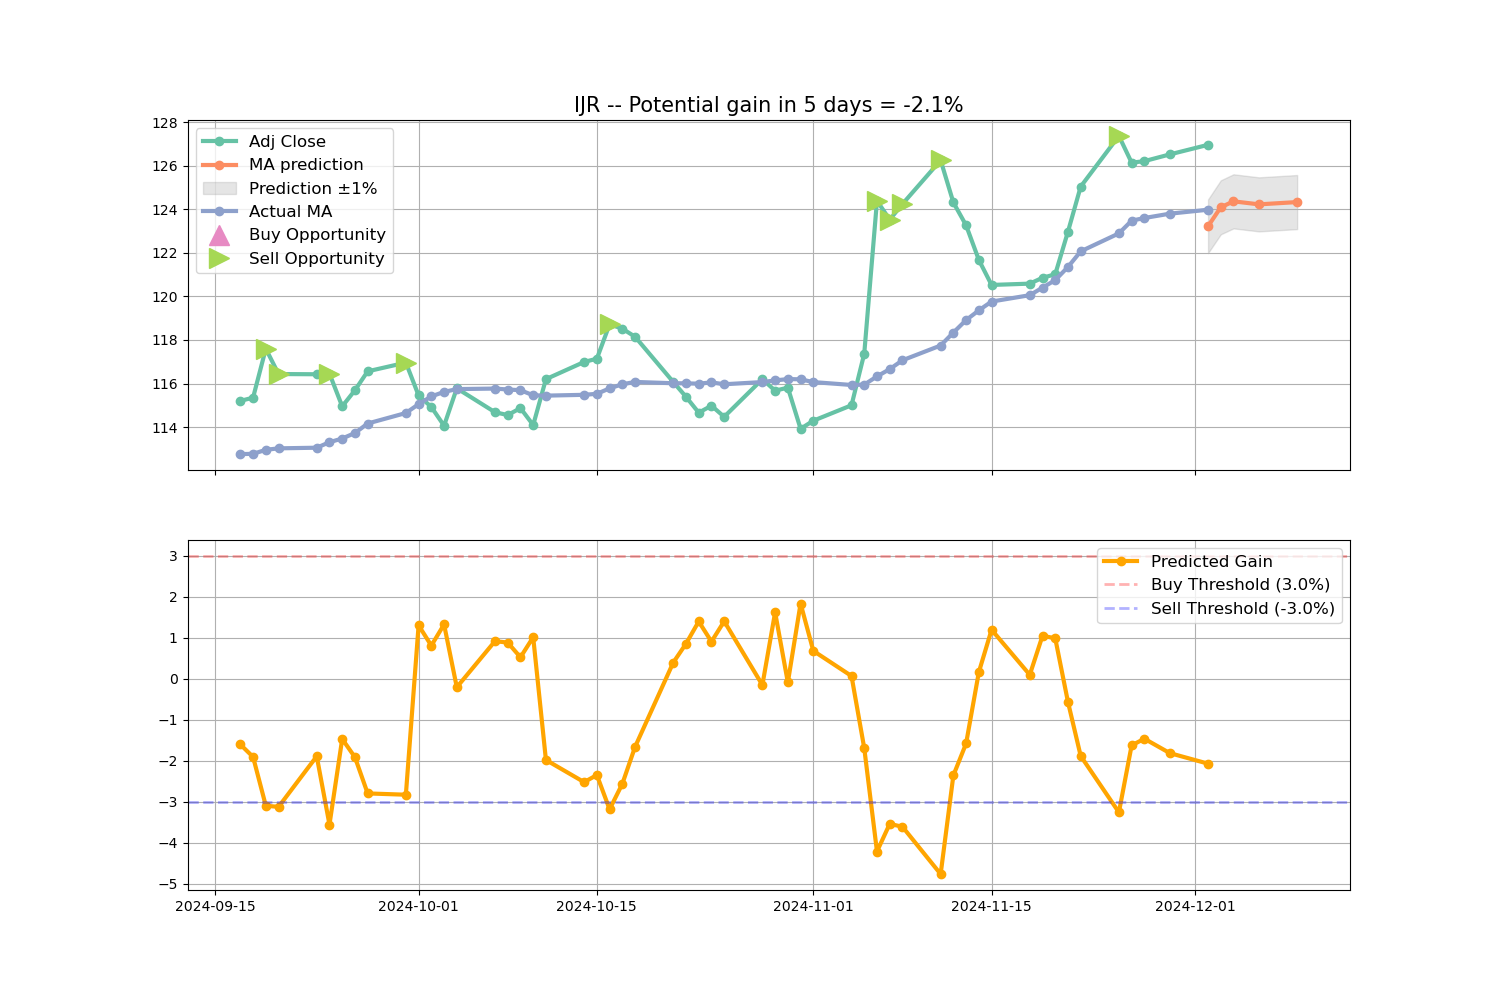 IJR -- Potential gain in 5 days = -2.1%
128
126
124
122
120
118
116
114
Adj Close
MA prediction
Prediction ±1%
Actual MA
Buy Opportunity
Sell Opportunity
3
2
1
0
−1
−2
−3
−4
−5
Predicted Gain
Buy Threshold (3.0%)
Sell Threshold (-3.0%)
2024-09-15 2024-10-01 2024-10-15 2024-11-01 2024-11-15 2024-12-01